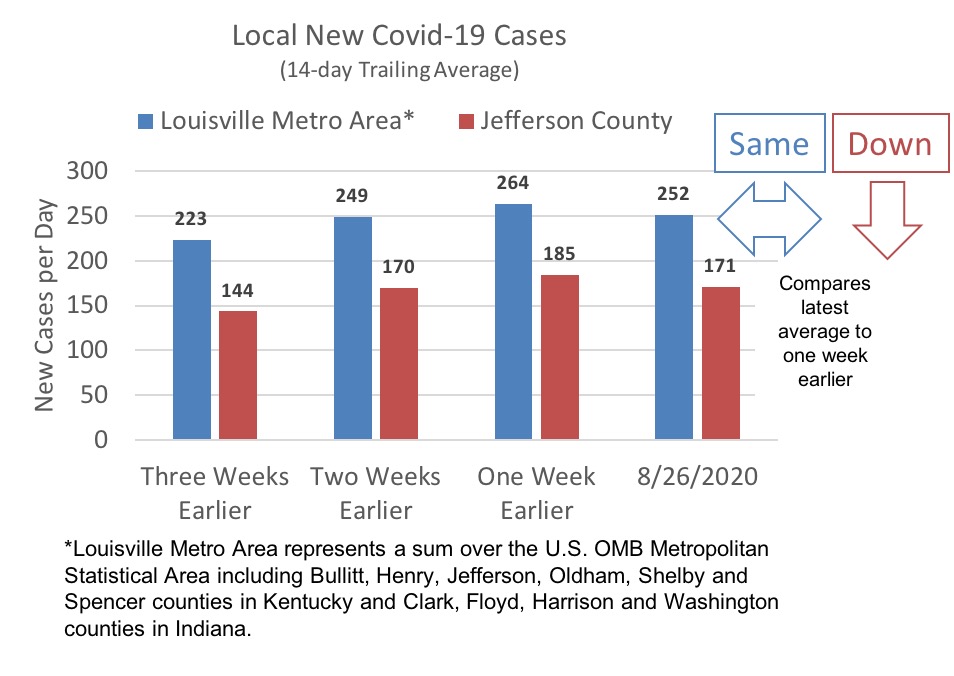 Local New Covid-19 Cases
(14-day Trailing Average)
Louisville Metro Area*
Jefferson County
Same
Down
New Cases per Day
300
250
200
150
100
50
0
223
144
249
170
264
185
252
171
Compares
latest
average to
one week
earlier
Three Weeks
Earlier
Two Weeks
Earlier
One Week
Earlier
8/26/2020
*Louisville Metro Area represents a sum over the U.S. OMB Metropolitan
Statistical Area including Bullitt, Henry, Jefferson, Oldham, Shelby and
Spencer counties in Kentucky and Clark, Floyd, Harrison and Washington
counties in Indiana.